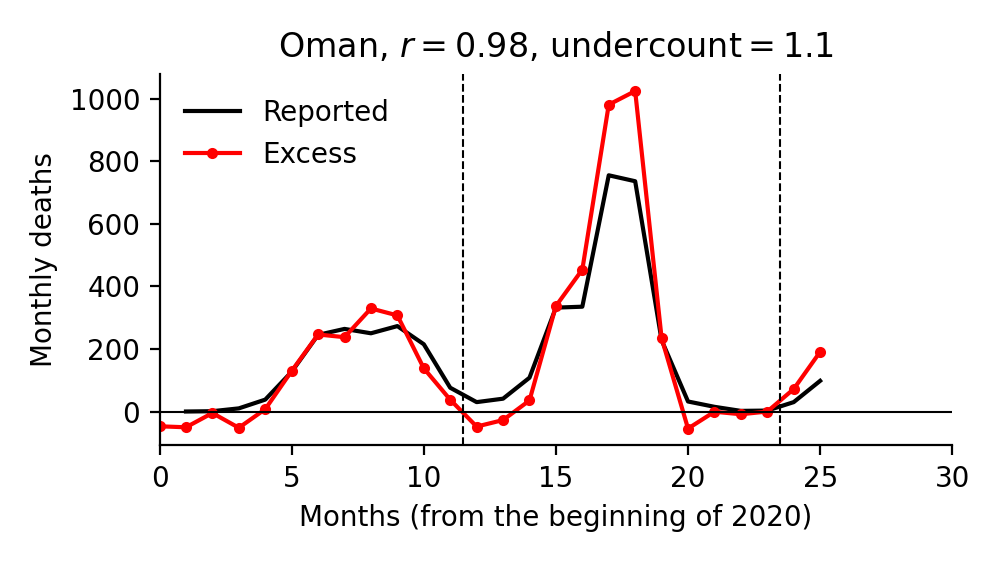 Oman, r = 0.98, undercount = 1.1
Reported
Excess
Monthly deaths
1000
800
600
400
200
0
0 5 10 15 20 25 30
Months (from the beginning of 2020)